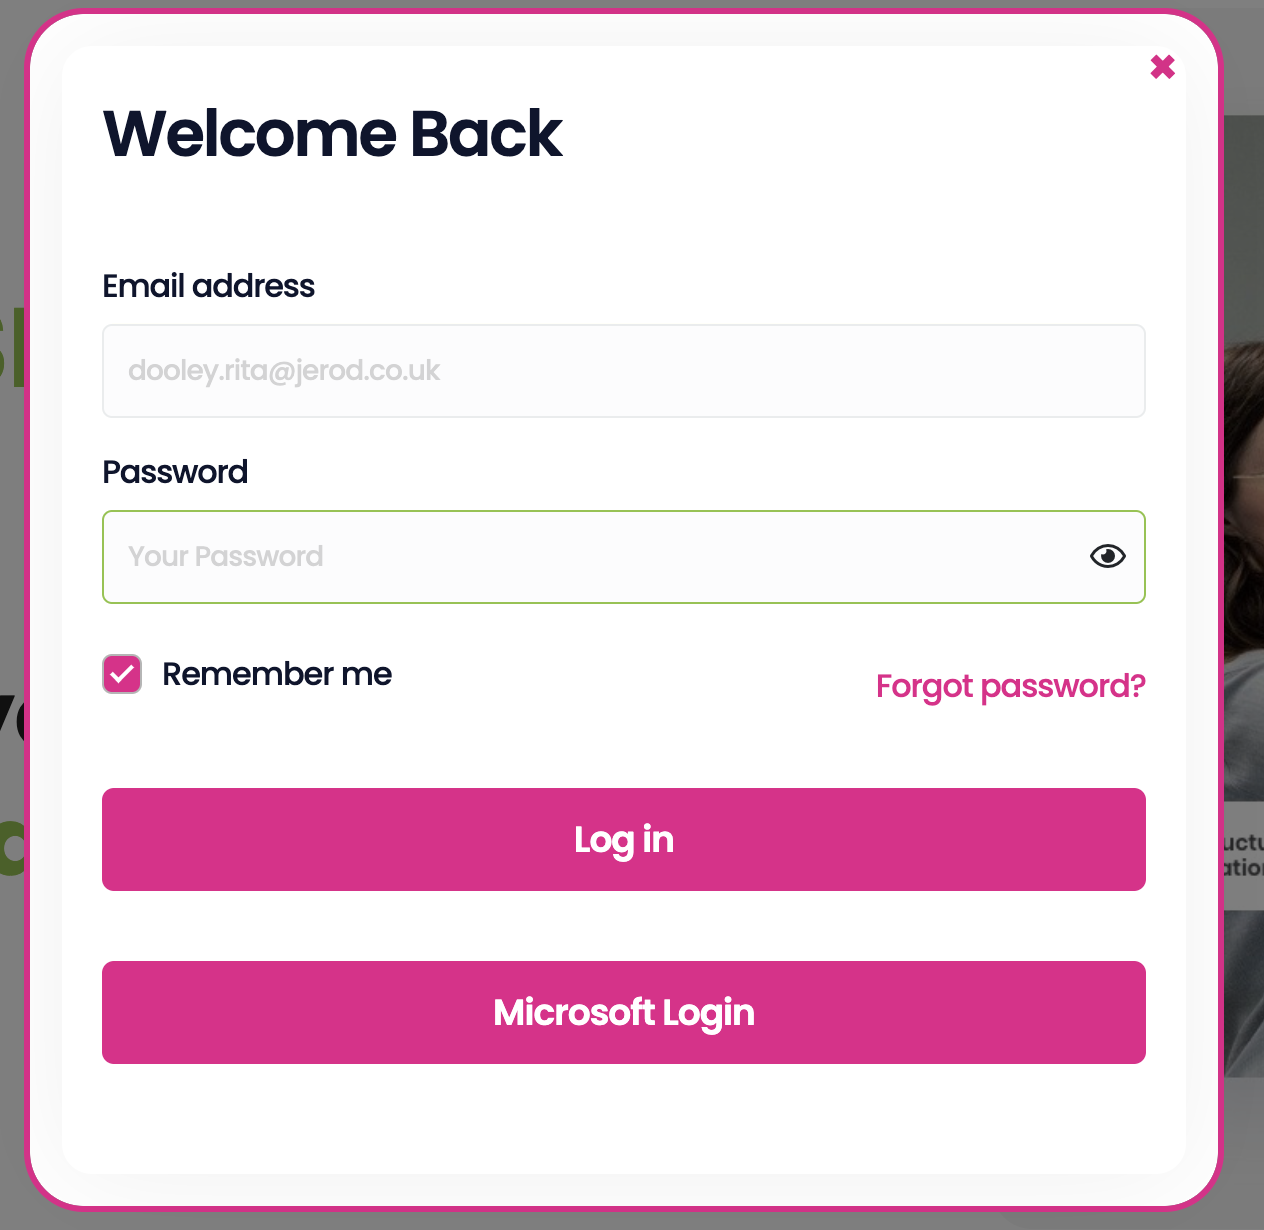 Welcome Back
Email address
dooley.rita@jerod.co.uk
Password
Your Password
Remember me
Forgot password?
Log in
Microsoft Login